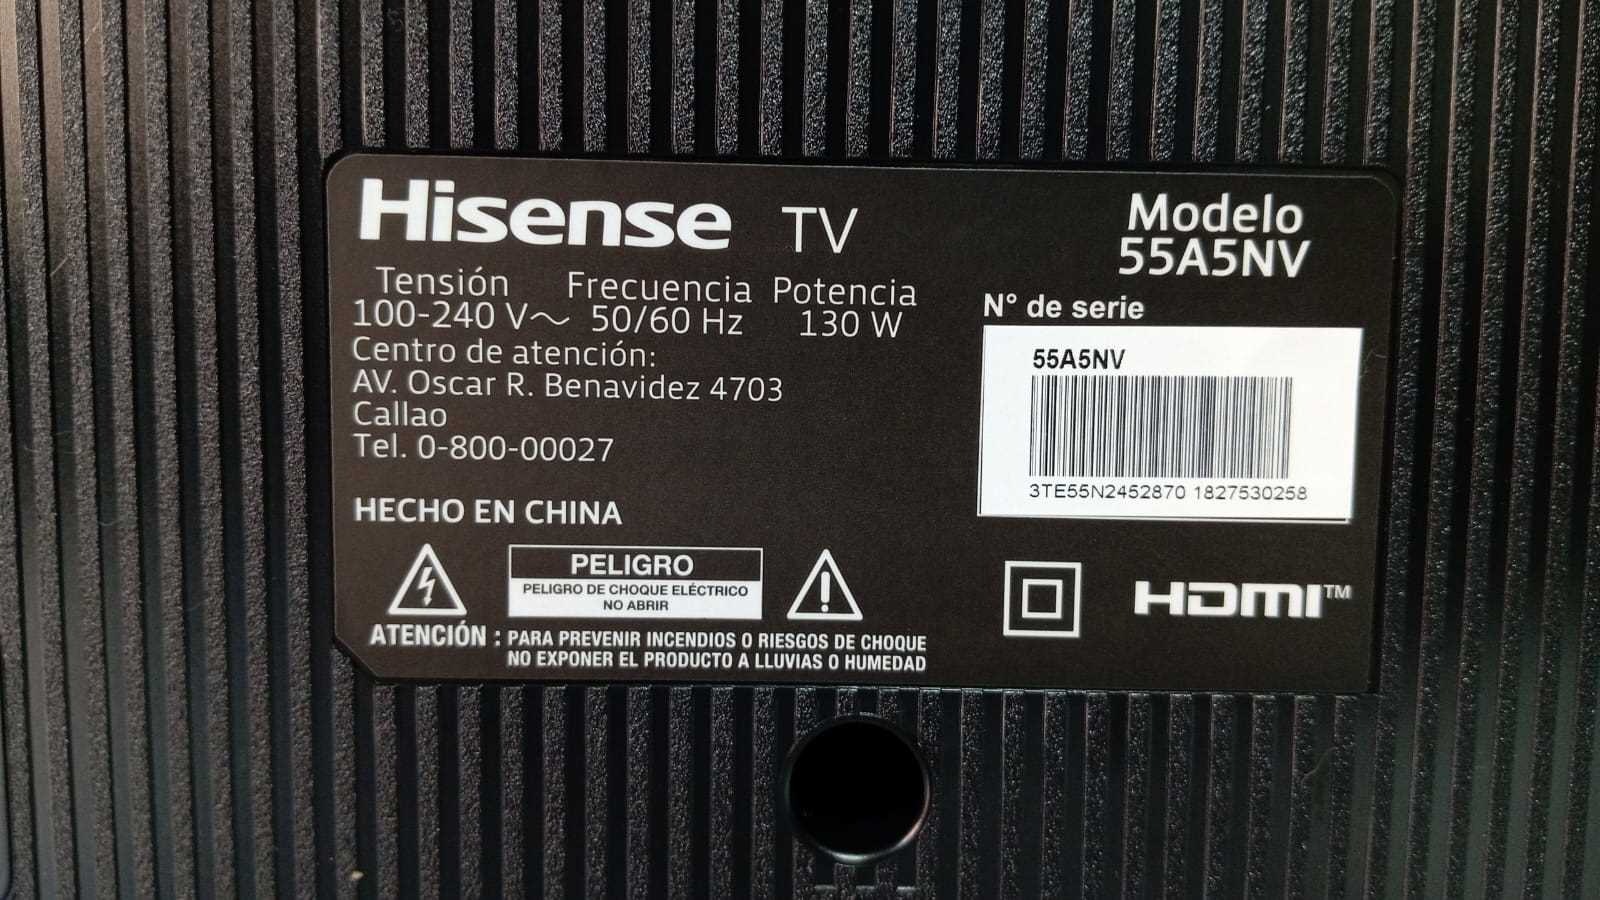 Hisense TV
Modelo
55A5NV
Tensión Frecuencia Potencia
100-240 V~ 50/60 Hz 130 W
Centro de atención:
AV. Oscar R. Benavidez 4703
Callao
Tel. 0-800-00027
N° de serie
55A5NV
3TE55N2452870 1827530258
HECHO EN CHINA
PELIGRO
PELIGRO DE CHOQUE ELÉCTRICO
NO ABRIR
ATENCIÓN : PARA PREVENIR INCENDIOS O RIESGOS DE CHOQUE
NO EXPONER EL PRODUCTO A LLUVIAS O HUMEDAD
HDMI™